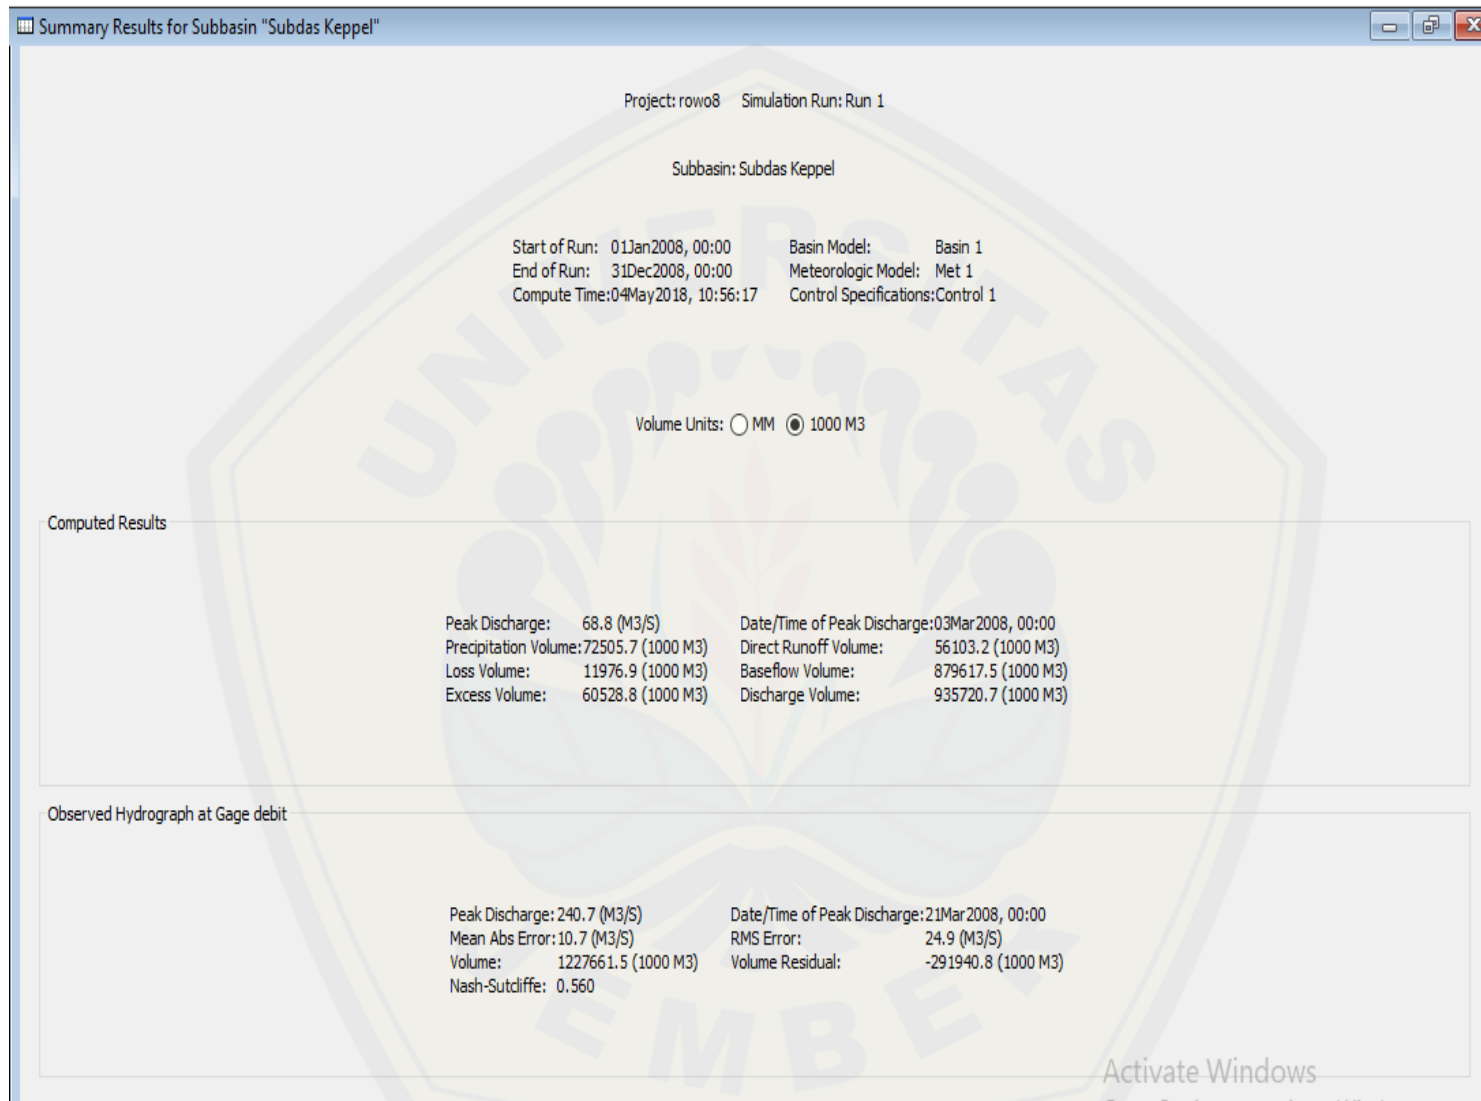 Summary Results for Subbasin "Subdas Keppel"
Project: rowo8 Simulation Run: Run 1
Subbasin: Subdas Keppel
Start of Run: 01Jan2008, 00:00 Basin Model: Basin 1
End of Run: 31Dec2008, 00:00 Meteorologic Model: Met 1
Compute Time:04May2018, 10:56:17 Control Specifications:Control 1
Volume Units: MM 1000 M3
Computed Results
Peak Discharge: 68.8 (M3/S) Date/Time of Peak Discharge:03Mar2008, 00:00
Precipitation Volume:72505.7 (1000 M3) Direct Runoff Volume: 56103.2 (1000 M3)
Loss Volume: 11976.9 (1000 M3) Baseflow Volume: 879617.5 (1000 M3)
Excess Volume: 60528.8 (1000 M3) Discharge Volume: 935720.7 (1000 M3)
Observed Hydrograph at Gage debit
Peak Discharge:240.7 (M3/S) Date/Time of Peak Discharge:21Mar2008, 00:00
Mean Abs Error:10.7 (M3/S) RMS Error: 24.9 (M3/S)
Volume: 1227661.5 (1000 M3) Volume Residual: -291940.8 (1000 M3)
Nash-Sutcliffe: 0.560
UNIVERSITAS
EMBER
Activate Windows